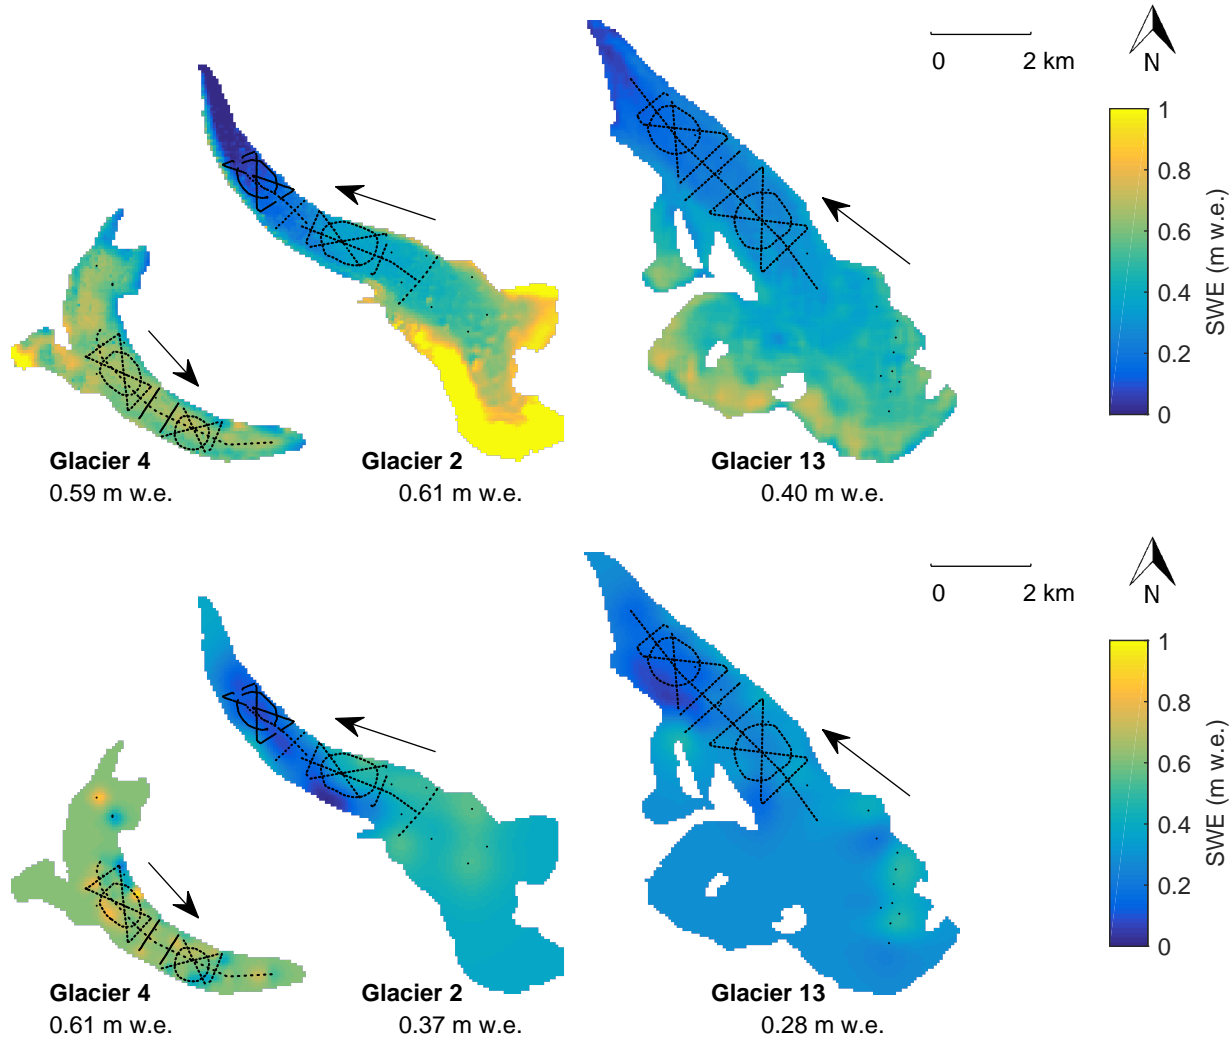 0 2 km
N
1
0.8
0.6
0.4
0.2
0
SWE (m w.e.)
Glacier 4
0.59 m w.e.
Glacier 2
0.61 m w.e.
Glacier 13
0.40 m w.e.
0 2 km
N
1
0.8
0.6
0.4
0.2
0
SWE (m w.e.)
Glacier 4
0.61 m w.e.
Glacier 2
0.37 m w.e.
Glacier 13
0.28 m w.e.